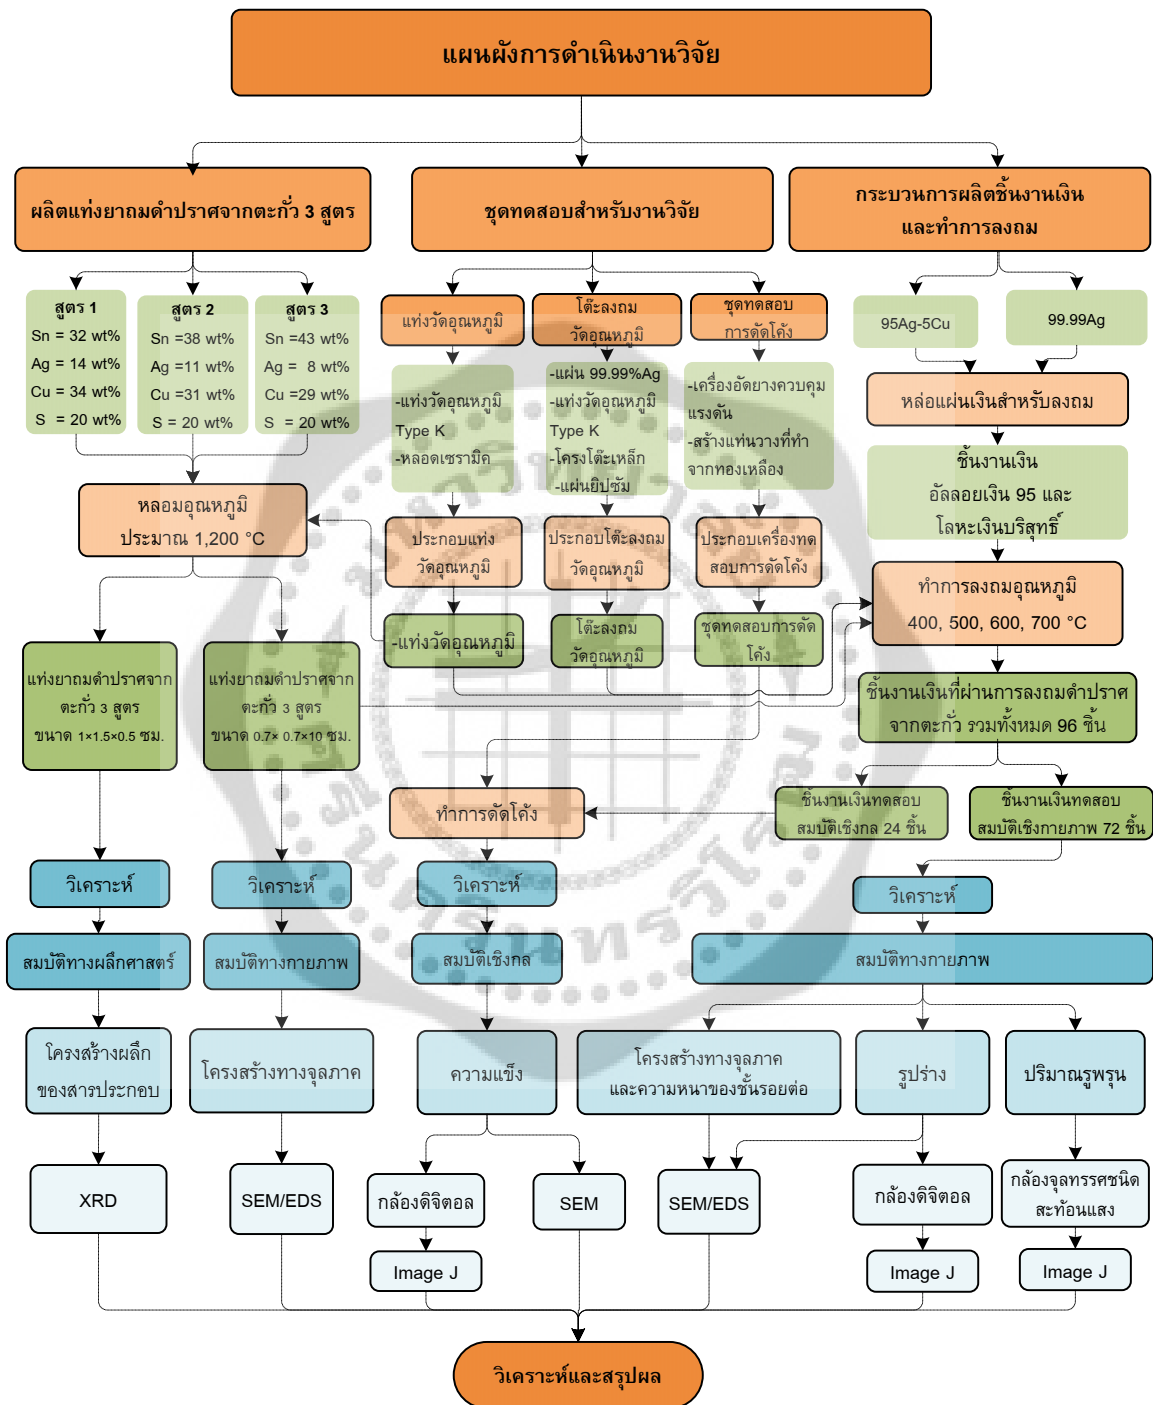 แผนผังการดำเนินงานวิจัย
ผลิตแท่งยาถมดำปราศจากตะกั่ว 3 สูตร
ชุดทดสอบสำหรับงานวิจัย
กระบวนการผลิตชิ้นงานเงิน
และทำการลงถม
สูตร 1
Sn = 32 wt%
Ag = 14 wt%
Cu = 34 wt%
S = 20 wt%
สูตร 2
Sn =38 wt%
Ag =11 wt%
Cu =31 wt%
S = 20 wt%
สูตร 3
Sn =43 wt%
Ag = 8 wt%
Cu =29 wt%
S = 20 wt%
แท่งวัดอุณหภูมิ
โต๊ะลงถม
วัดอุณหภูมิ
ชุดทดสอบ
การดัดโค้ง
95Ag-5Cu
99.99Ag
-แท่งวัดอุณหภูมิ
Type K
-หลอดเซรามิค
-แผ่น 99.99%Ag
-แท่งวัดอุณหภูมิ
Type K
-โครงโต๊ะเหล็ก
-แผ่นยิปซัม
-เครื่องอัดยางควบคุม
แรงดัน
-สร้างแท่นวางที่ทำ
จากทองเหลือง
หล่อแผ่นเงินสำหรับลงถม
ชิ้นงานเงิน
อัลลอยเงิน 95 และ
โลหะเงินบริสุทธิ์
หลอมอุณหภูมิ
ประมาณ 1,200 °C
ประกอบแท่ง
วัดอุณหภูมิ
ประกอบโต๊ะลงถม
วัดอุณหภูมิ
ประกอบเครื่องทด
สอบการดัดโค้ง
ทำการลงถมอุณหภูมิ
400, 500, 600, 700 °C
-แท่งวัดอุณหภูมิ
โต๊ะลงถม
วัดอุณหภูมิ
ชุดทดสอบการดัด
โค้ง
แท่งยาถมดำปราศจาก
ตะกั่ว 3 สูตร
ขนาด 1×1.5×0.5 ซม.
แท่งยาถมดำปราศจาก
ตะกั่ว 3 สูตร
ขนาด 0.7× 0.7×10 ซม.
ชิ้นงานเงินที่ผ่านการลงถมดำปราศ
จากตะกั่ว รวมทั้งหมด 96 ชิ้น
ทำการดัดโค้ง
ชิ้นงานเงินทดสอบ
สมบัติเชิงกล 24 ชิ้น
ชิ้นงานเงินทดสอบ
สมบัติเชิงกายภาพ 72 ชิ้น
วิเคราะห์
วิเคราะห์
วิเคราะห์
วิเคราะห์
สมบัติทางผลึกศาสตร์
สมบัติทางกายภาพ
สมบัติเชิงกล
สมบัติทางกายภาพ
โครงสร้างผลึก
ของสารประกอบ
โครงสร้างทางจุลภาค
ความแข็ง
โครงสร้างทางจุลภาค
และความหนาของชั้นรอยต่อ
รูปร่าง
ปริมาณรูพรุน
XRD
SEM/EDS
กล้องดิจิตอล
SEM
SEM/EDS
กล้องดิจิตอล
กล้องจุลทรรศชนิด
สะท้อนแสง
Image J
Image J
Image J
วิเคราะห์และสรุปผล
มหาวิทยาลัย
ศรีนครินทรวิโรฒ